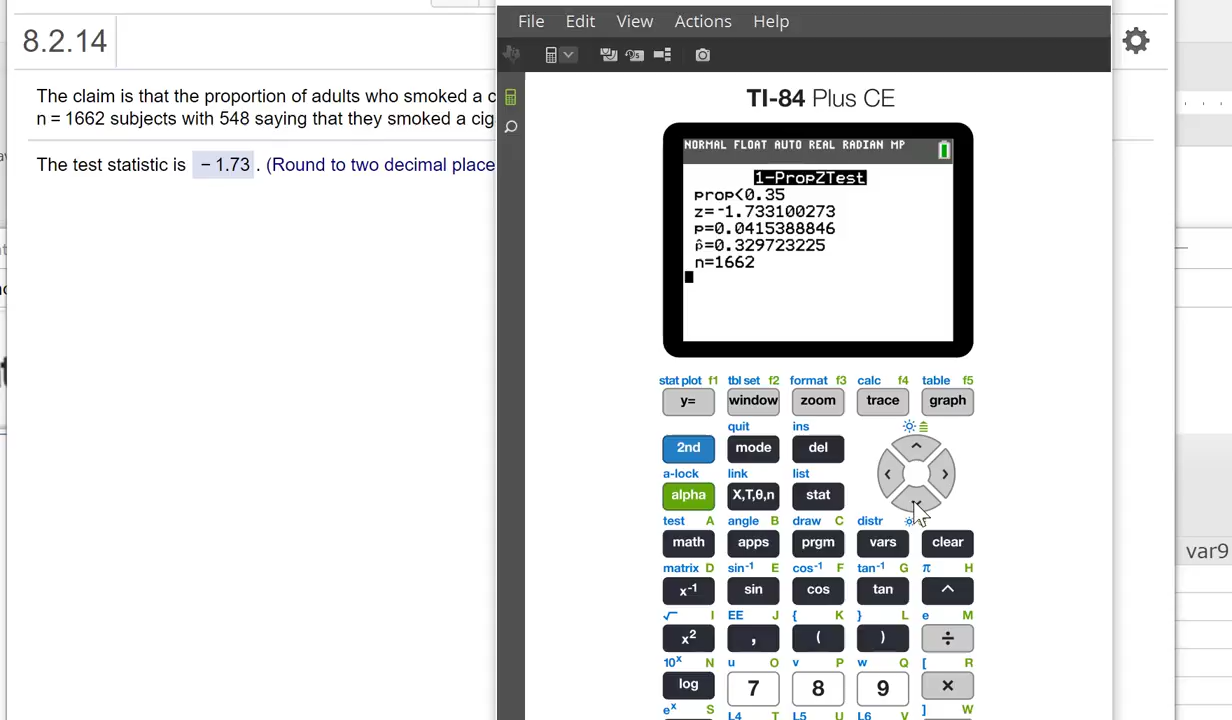 File Edit View Actions Help
8.2.14
The claim is that the proportion of adults who smoked a c
n = 1662 subjects with 548 saying that they smoked a cig
The test statistic is − 1.73 . (Round to two decimal place
TI-84 Plus CE
NORMAL FLOAT AUTO REAL RADIAN MP
1-PropZTest
prop<0.35
z=-1.733100273
p=0.0415388846
p̂=0.329723225
n=1662
stat plot f1 tbl set f2 format f3 calc f4 table f5
y= window zoom trace graph
quit ins
2nd mode del
a-lock link list
alpha X,T,θ,n stat
test A angle B draw C distr
math apps prgm vars clear
matrix D sin⁻¹ E cos⁻¹ F tan⁻¹ G π H
x⁻¹ sin cos tan ^
√ I EE J { K } L e M
x² , ( ) ÷
10ˣ N u O v P w Q [ R
log 7 8 9 ×
eˣ S L4 T L5 U L6 V ] W
var9